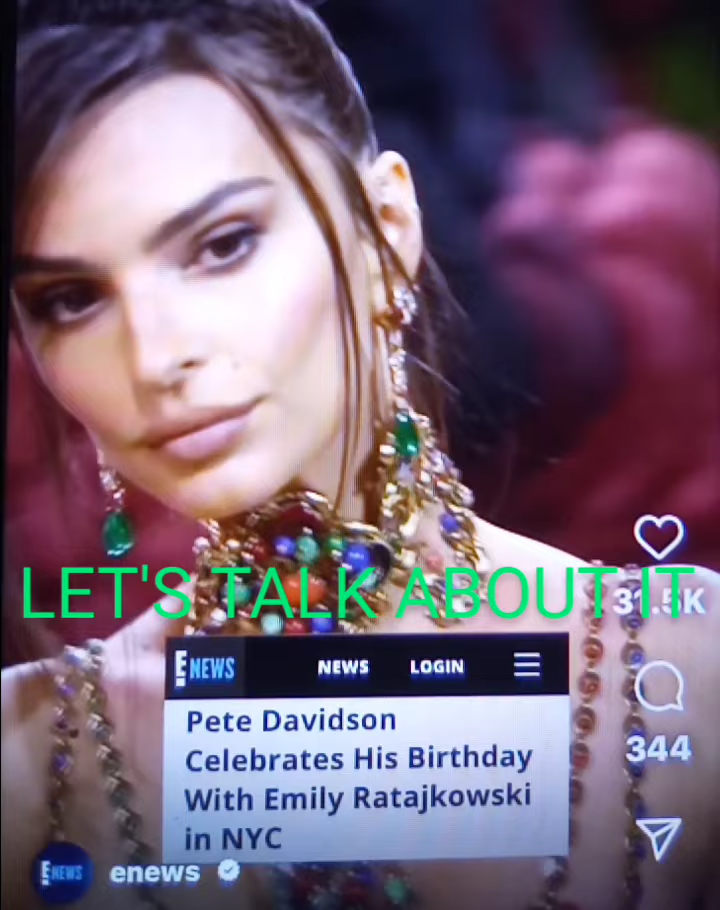 LET'S TALK ABOUT IT
31.5K
E NEWS
NEWS
LOGIN
Pete Davidson
Celebrates His Birthday
With Emily Ratajkowski
in NYC
344
E NEWS
enews